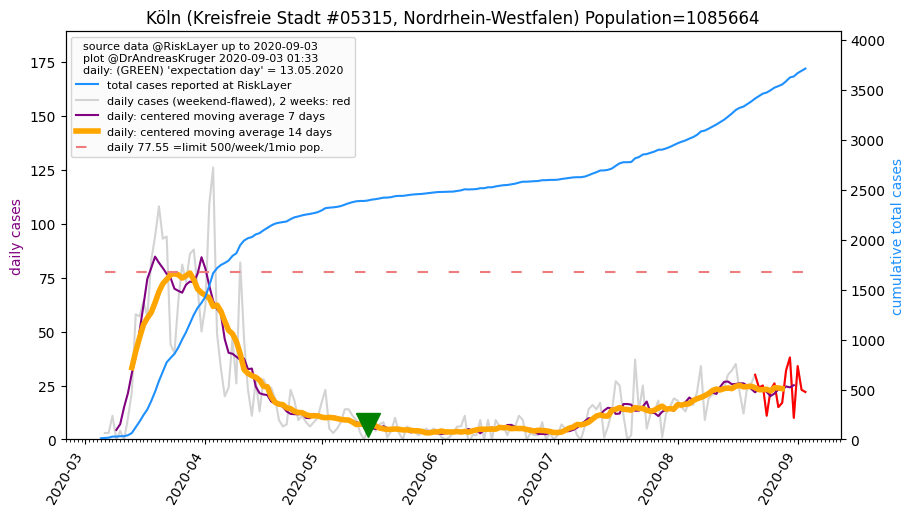 Köln (Kreisfreie Stadt #05315, Nordrhein-Westfalen) Population=1085664
source data @RiskLayer up to 2020-09-03
plot @DrAndreasKruger 2020-09-03 01:33
daily: (GREEN) 'expectation day' = 13.05.2020
total cases reported at RiskLayer
daily cases (weekend-flawed), 2 weeks: red
daily: centered moving average 7 days
daily: centered moving average 14 days
daily 77.55 =limit 500/week/1mio pop.
daily cases
175
150
125
100
75
50
25
0
cumulative total cases
4000
3500
3000
2500
2000
1500
1000
500
0
2020-03
2020-04
2020-05
2020-06
2020-07
2020-08
2020-09